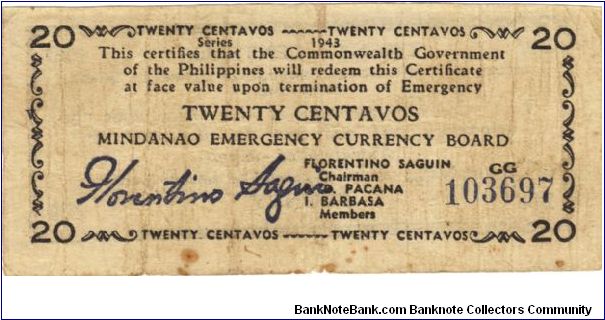 20 TWENTY CENTAVOS TWENTY CENTAVOS 20
Series 1943
This certifies that the Commonwealth Government
of the Philippines will redeem this Certificate
at face value upon termination of Emergency
TWENTY CENTAVOS
MINDANAO EMERGENCY CURRENCY BOARD
FLORENTINO SAGUIN
Chairman
Florentino Saguin
PACANA
I. BARBASA
Members
GG
103697
20 TWENTY CENTAVOS TWENTY CENTAVOS 20
BankNoteBank.com Banknote Collectors Community